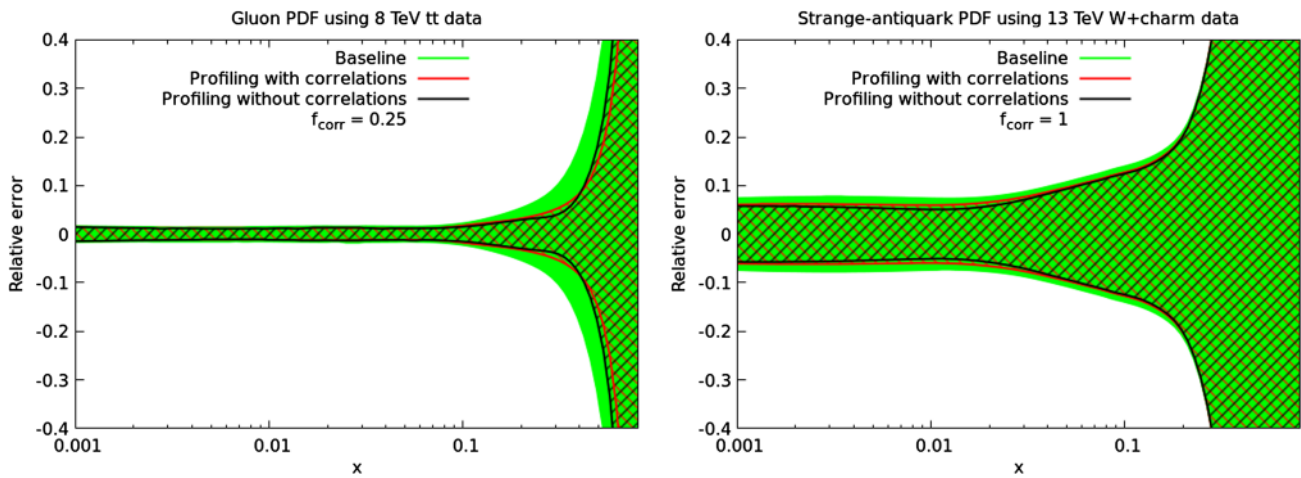 Gluon PDF using 8 TeV tt data
0.4
0.3
0.2
0.1
0
-0.1
-0.2
-0.3
-0.4
Relative error
Baseline
Profiling with correlations
Profiling without correlations
f_corr = 0.25
0.001
0.01
0.1
x
Strange-antiquark PDF using 13 TeV W+charm data
0.4
0.3
0.2
0.1
0
-0.1
-0.2
-0.3
-0.4
Relative error
Baseline
Profiling with correlations
Profiling without correlations
f_corr = 1
0.001
0.01
0.1
x